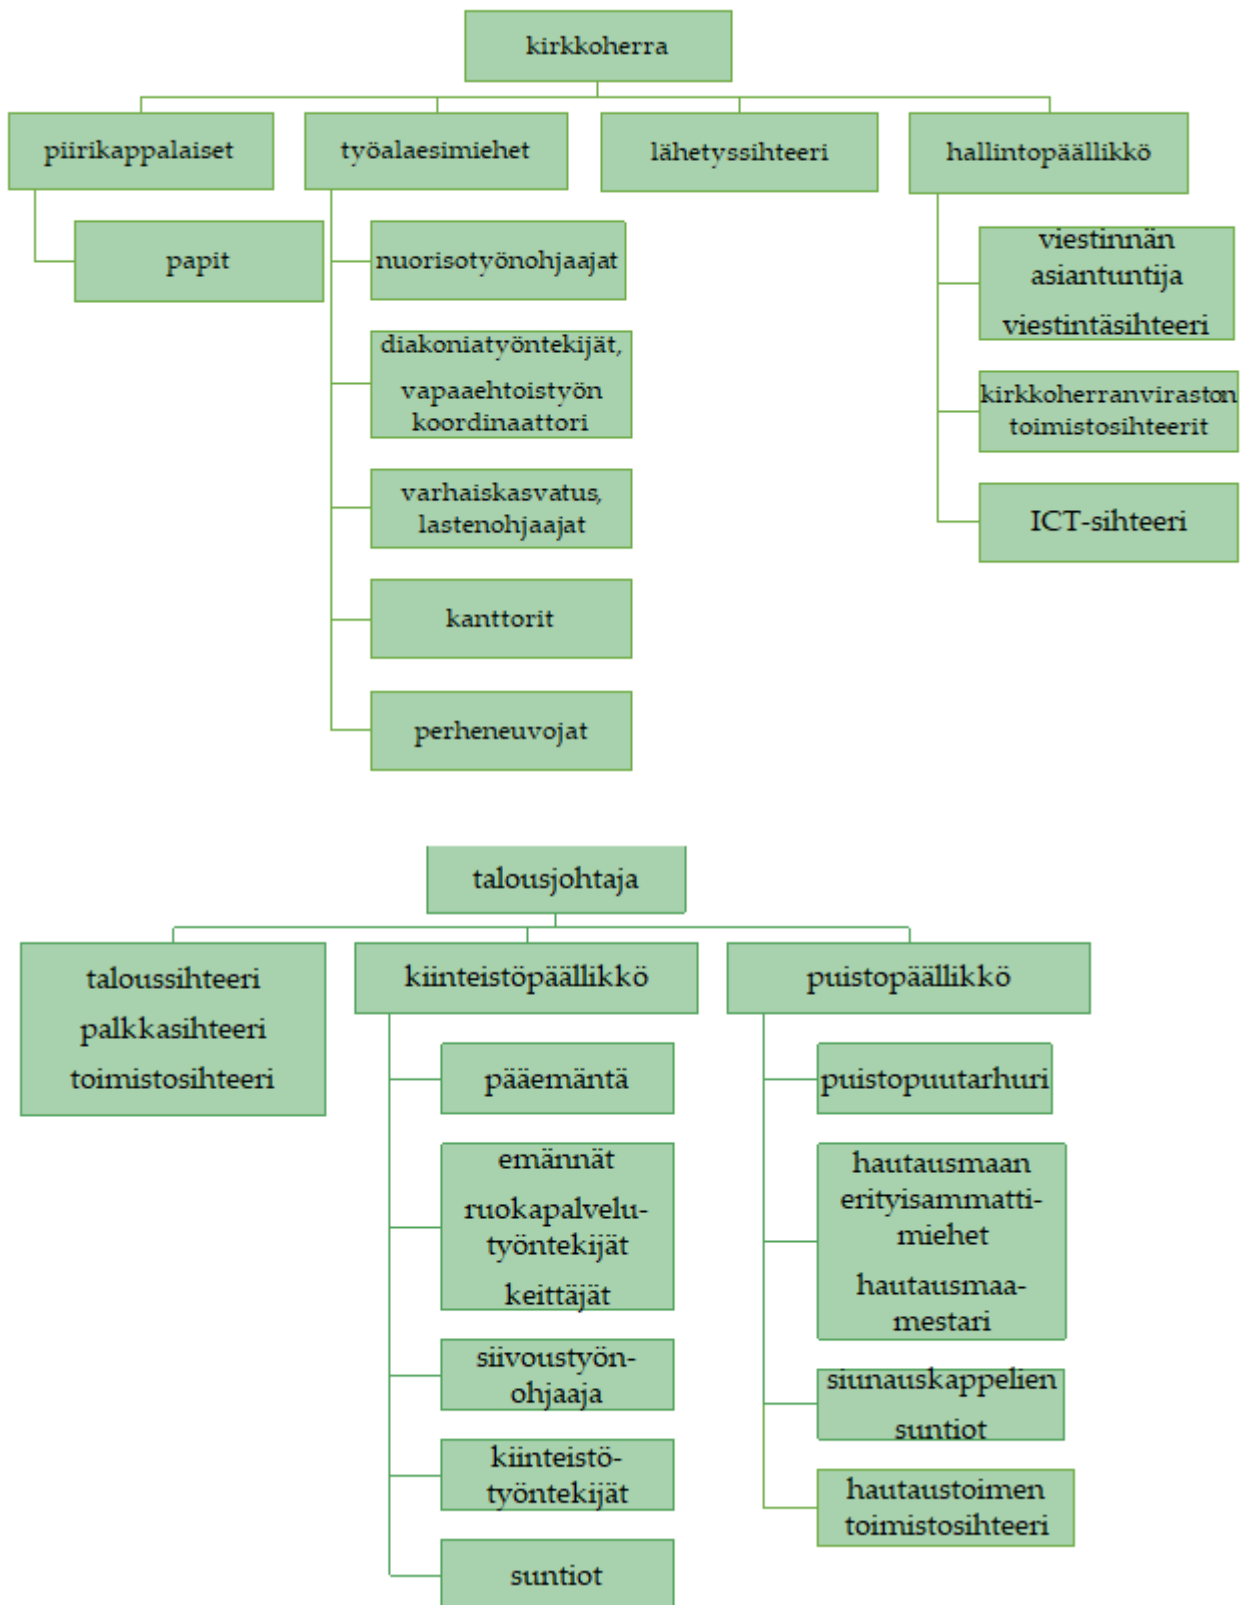 kirkkoherra
piirikappalaiset
työalaesimiehet
lähetyssihteeri
hallintopäällikkö
papit
nuorisotyönohjaajat
diakoniatyöntekijät,
vapaaehtoistyön
koordinaattori
varhaiskasvatus,
lastenohjaajat
kanttorit
perheneuvojat
viestinnän
asiantuntija
viestintäsihteeri
kirkkoherranviraston
toimistosihteerit
ICT-sihteeri
talousjohtaja
taloussihteeri
palkkasihteeri
toimistosihteeri
kiinteistöpäällikkö
puistopäällikkö
pääemäntä
emännät
ruokapalvelu-
työntekijät
keittäjät
siivoustyön-
ohjaaja
kiinteistö-
työntekijät
suntiot
puistopuutarhuri
hautausmaan
erityisammatti-
miehet
hautausmaa-
mestari
siunauskappelien
suntiot
hautaustoimen
toimistosihteeri